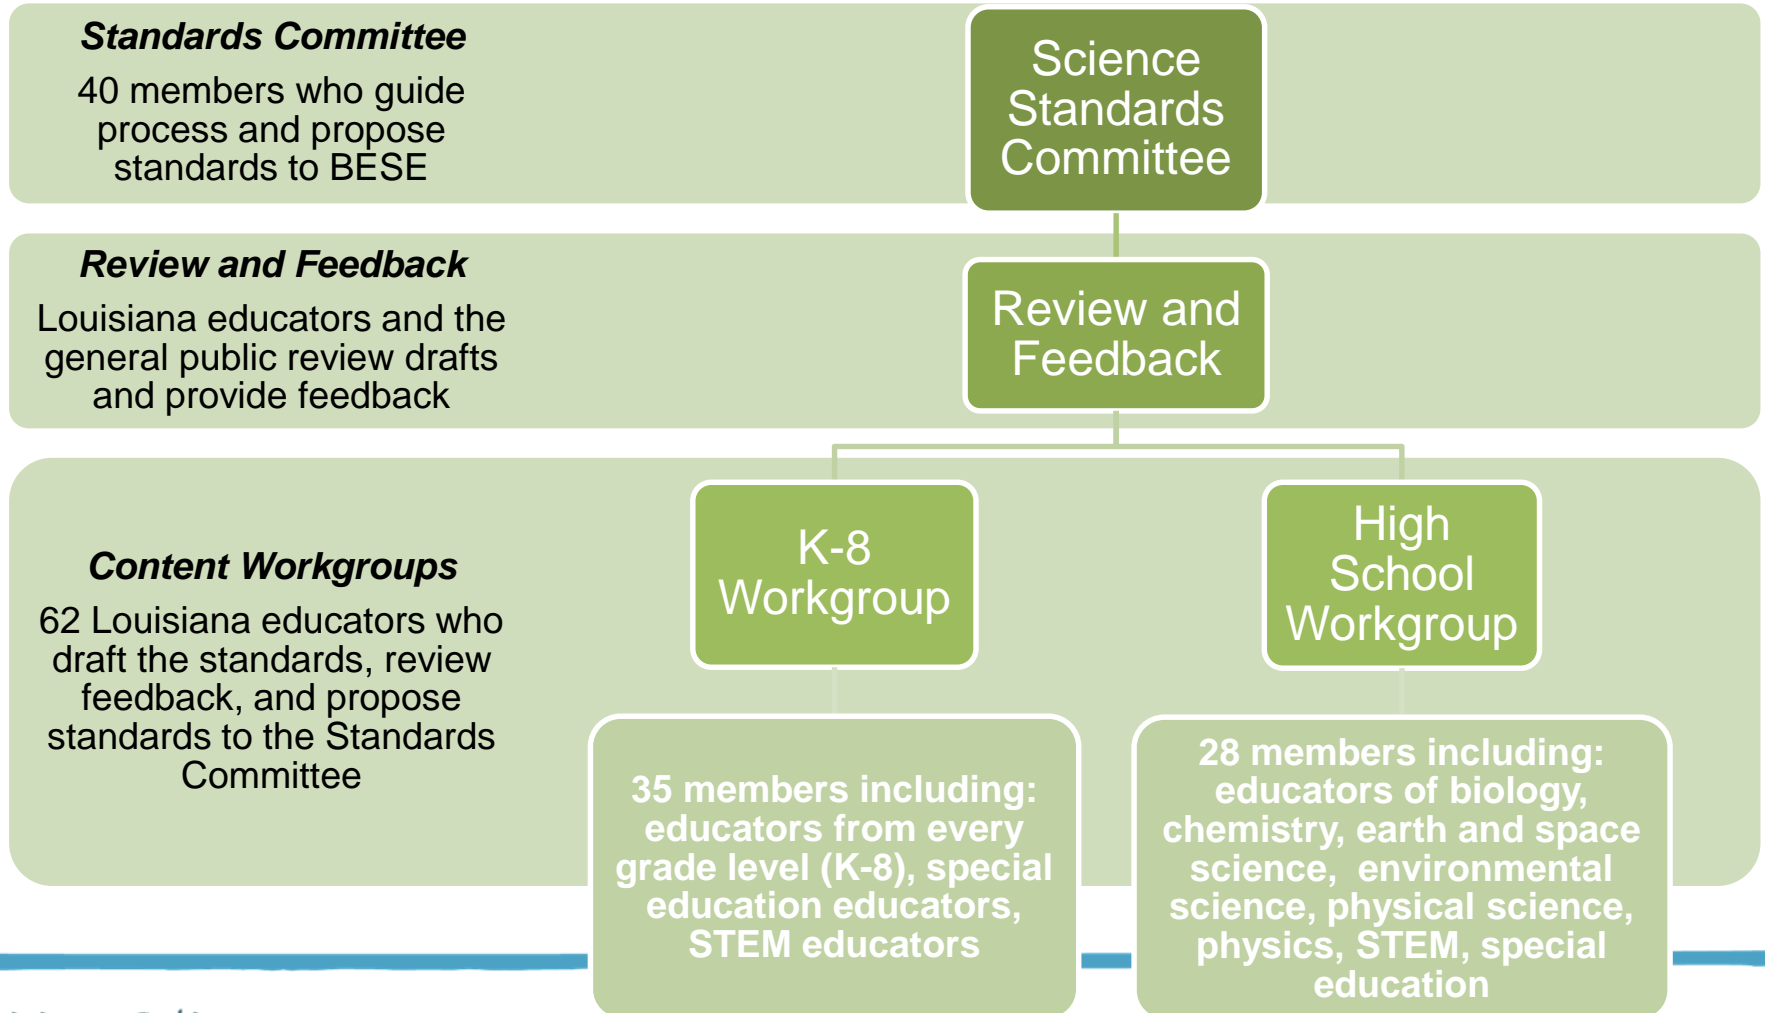 Standards Committee
40 members who guide
process and propose
standards to BESE
Science
Standards
Committee
Review and Feedback
Louisiana educators and the
general public review drafts
and provide feedback
Review and
Feedback
Content Workgroups
62 Louisiana educators who
draft the standards, review
feedback, and propose
standards to the Standards
Committee
K-8
Workgroup
High
School
Workgroup
35 members including:
educators from every
grade level (K-8), special
education educators,
STEM educators
28 members including:
educators of biology,
chemistry, earth and space
science, environmental
science, physical science,
physics, STEM, special
education